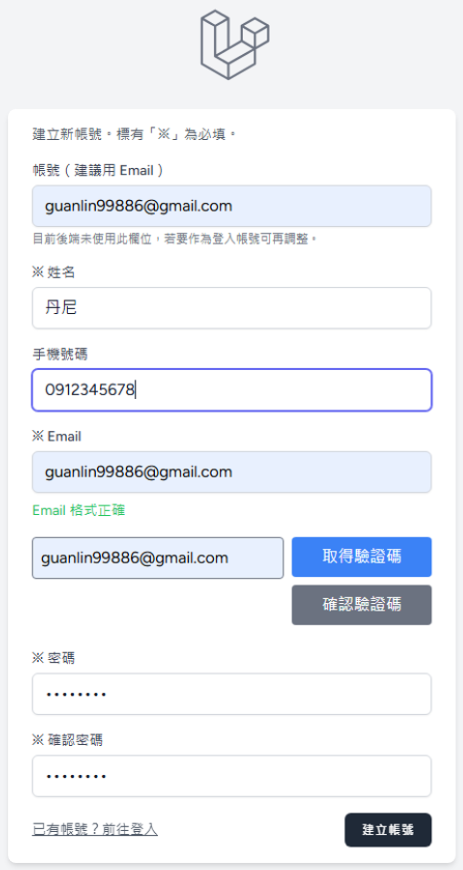 建立新帳號。標有「※」為必填。
帳號（建議用 Email）
guanlin99886@gmail.com
目前後端未使用此欄位，若要作為登入帳號可再調整。
※ 姓名
丹尼
手機號碼
0912345678
※ Email
guanlin99886@gmail.com
Email 格式正確
guanlin99886@gmail.com
取得驗證碼
確認驗證碼
※ 密碼
••••••••
※ 確認密碼
••••••••
已有帳號？前往登入
建立帳號